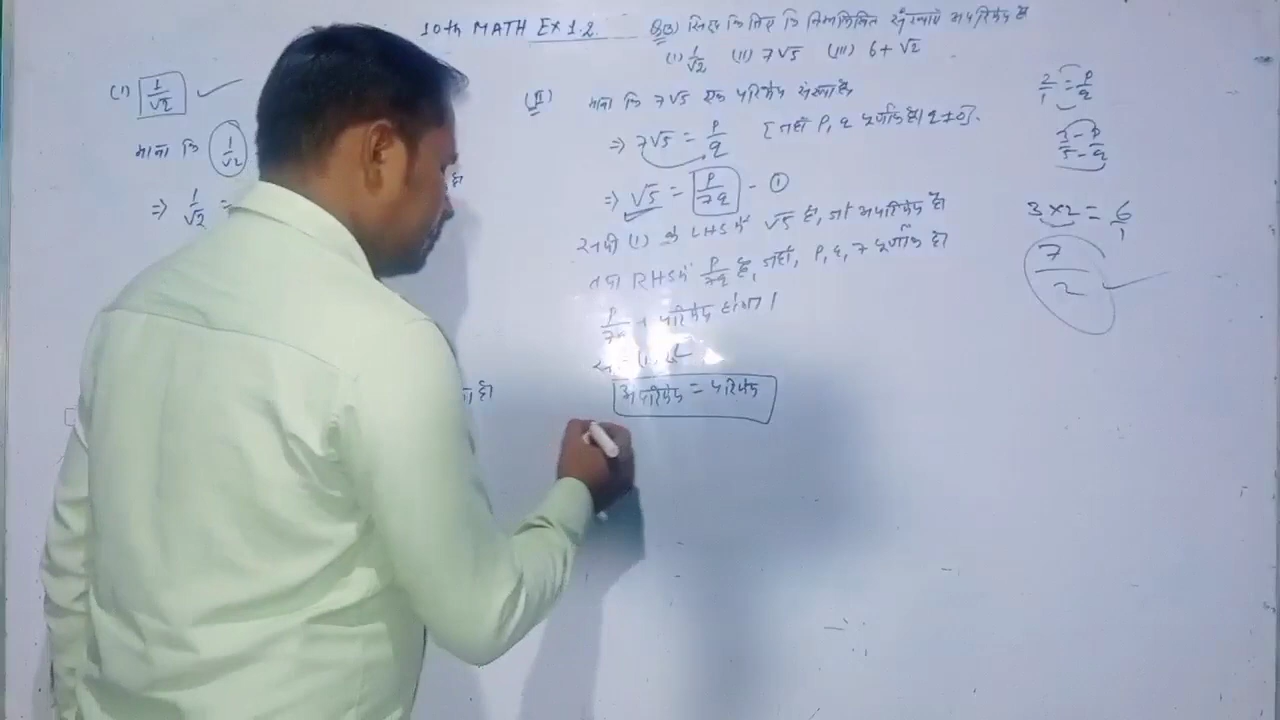 10th MATH EX 1.2. Q(3) सिद्ध कीजिए कि निम्नलिखित संख्याएँ अपरिमेय हैं
(i) 1/√2 (ii) 7√5 (iii) 6+√2
(i) 1/√2
माना कि 1/√2
⇒ 1/√2 =
है।
(ii) माना कि 7√5 एक परिमेय संख्या है
⇒ 7√5 = p/q [जहाँ P, q पूर्णांक है। q≠0].
⇒ √5 = p/7q - ①
समी (1) के LHS में √5 है, जो अपरिमेय है।
तथा RHS में p/7q है, जहाँ, P, q, 7 पूर्णांक है।
परिमेय होगा।
अपरिमेय = परिमेय
2/1 = p/q
3 × 2 = 6/1
7/2